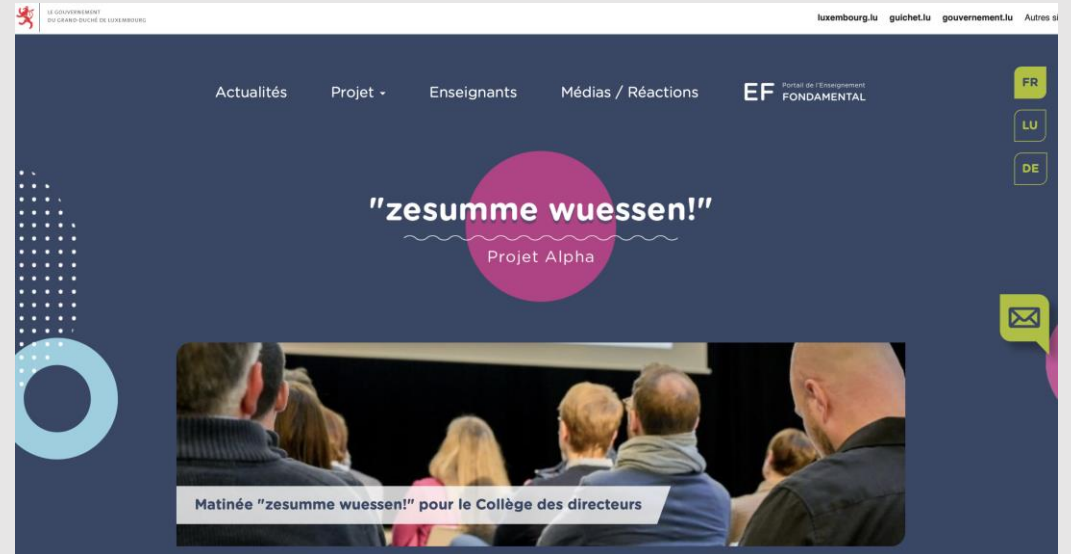 LE GOUVERNEMENT
DU GRAND-DUCHÉ DE LUXEMBOURG
luxembourg.lu guichet.lu gouvernement.lu Autres si
Actualités Projet Enseignants Médias / Réactions EF Portail de l'Enseignement FONDAMENTAL
FR
LU
DE
"zesumme wuessen!"
Projet Alpha
Matinée "zesumme wuessen!" pour le Collège des directeurs